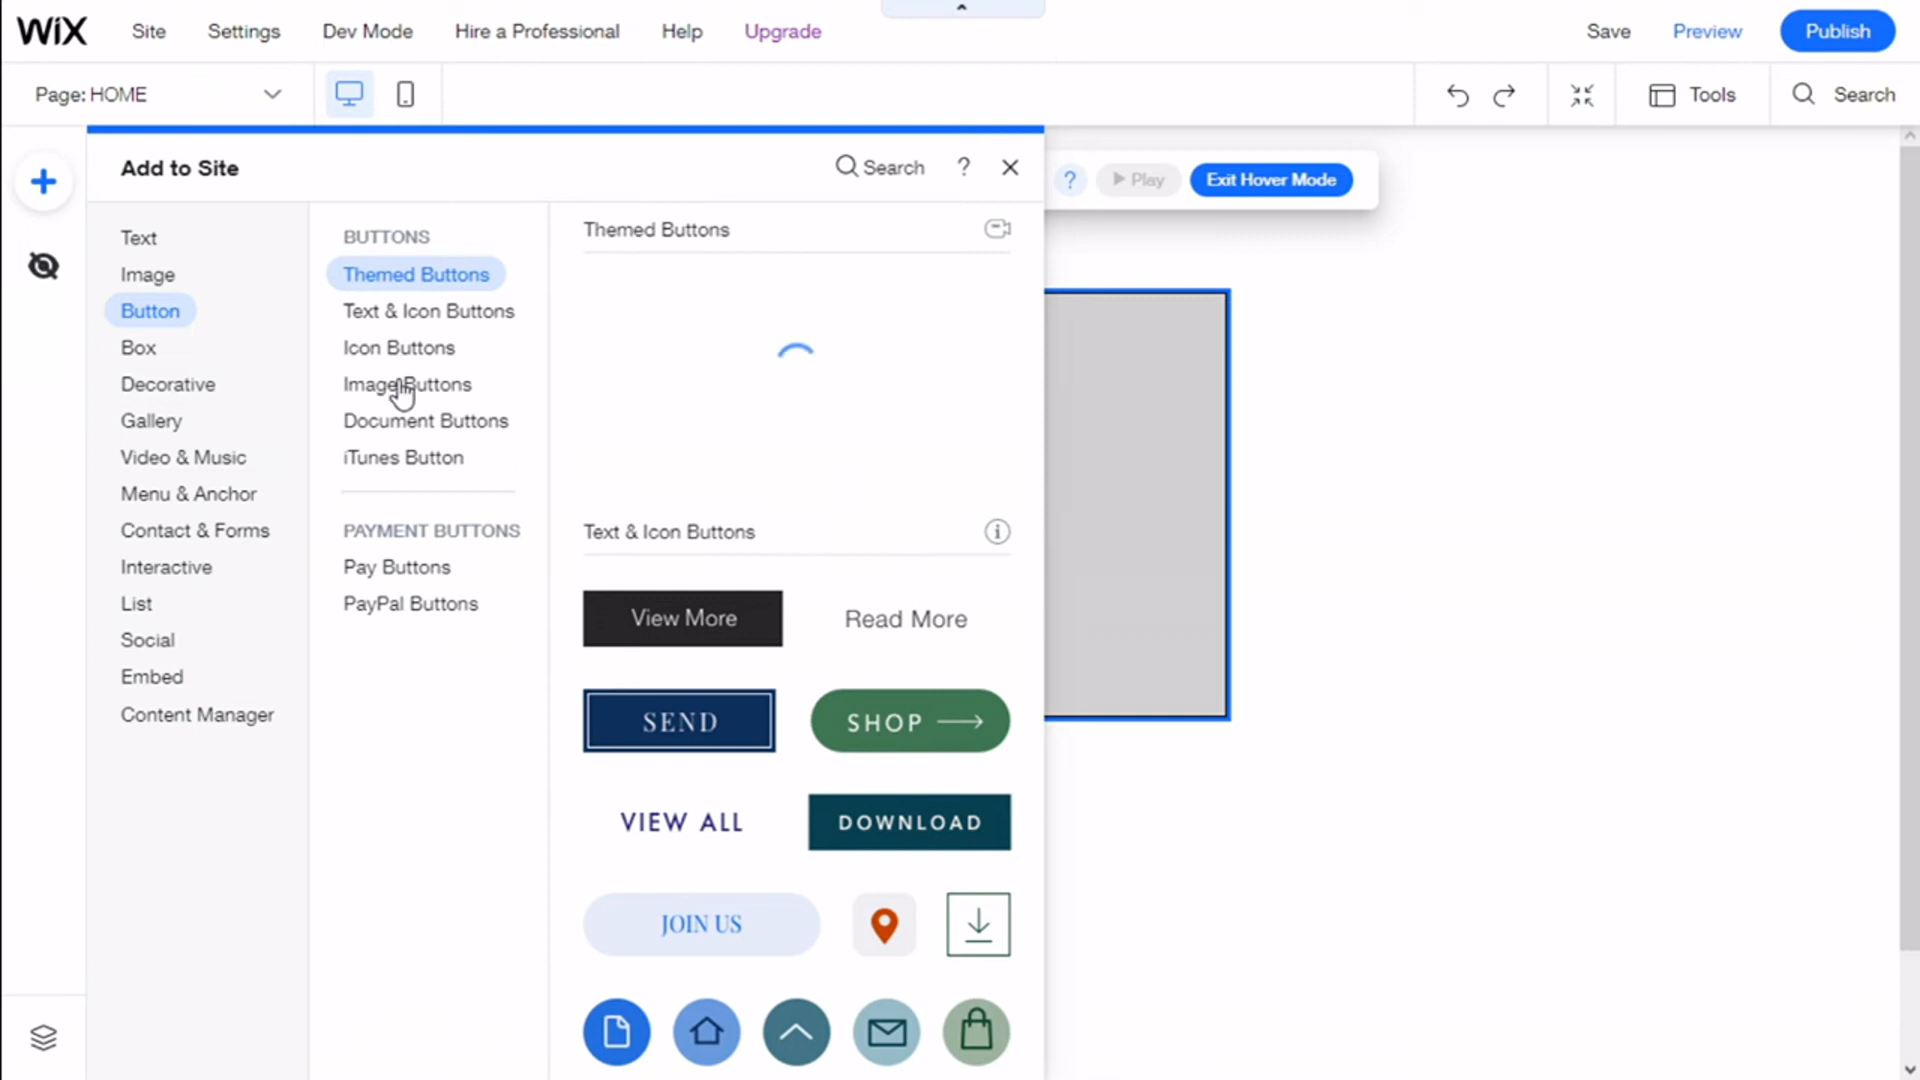 WiX
Site
Settings
Dev Mode
Hire a Professional
Help
Upgrade
Save
Preview
Publish
Page: HOME
Tools
Search
Add to Site
Search
?
?
Play
Exit Hover Mode
Text
Image
Button
Box
Decorative
Gallery
Video & Music
Menu & Anchor
Contact & Forms
Interactive
List
Social
Embed
Content Manager
BUTTONS
Themed Buttons
Text & Icon Buttons
Icon Buttons
Image Buttons
Document Buttons
iTunes Button
PAYMENT BUTTONS
Pay Buttons
PayPal Buttons
Themed Buttons
Text & Icon Buttons
View More
Read More
SEND
SHOP
VIEW ALL
DOWNLOAD
JOIN US